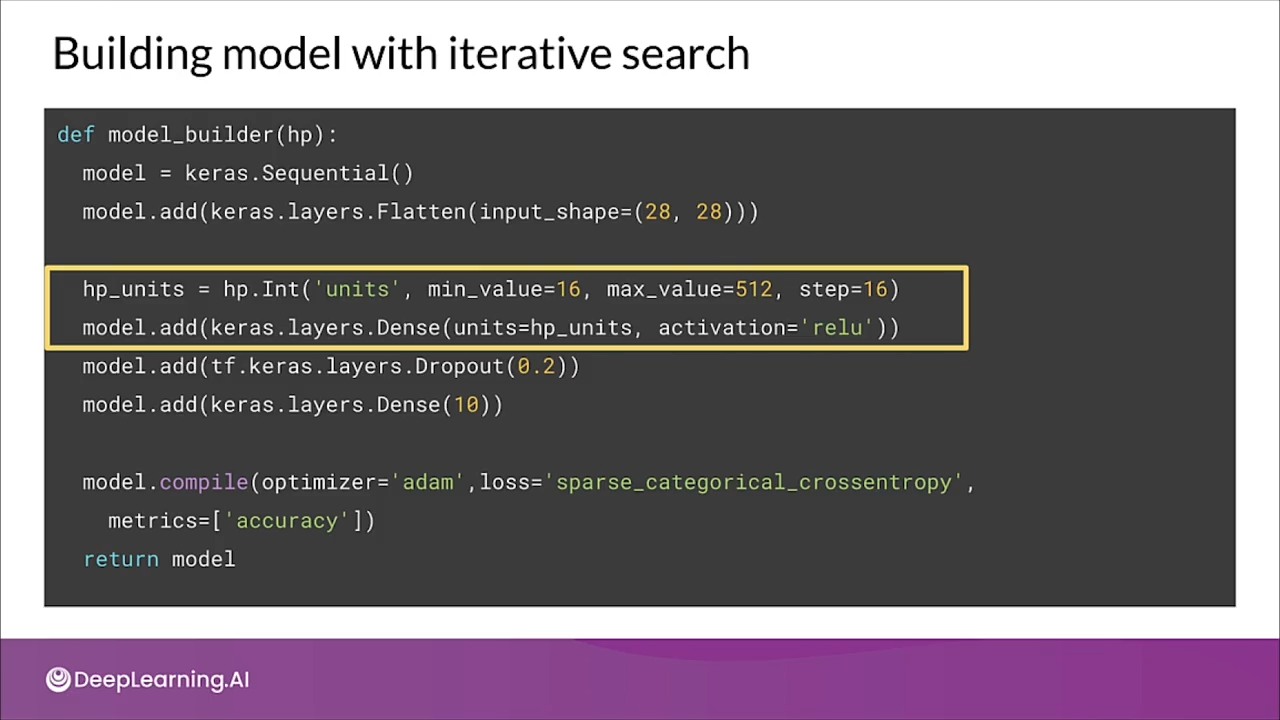 Building model with iterative search
def model_builder(hp):
  model = keras.Sequential()
  model.add(keras.layers.Flatten(input_shape=(28, 28)))
  hp_units = hp.Int('units', min_value=16, max_value=512, step=16)
  model.add(keras.layers.Dense(units=hp_units, activation='relu'))
  model.add(tf.keras.layers.Dropout(0.2))
  model.add(keras.layers.Dense(10))
  model.compile(optimizer='adam',loss='sparse_categorical_crossentropy',
    metrics=['accuracy'])
  return model
DeepLearning.AI